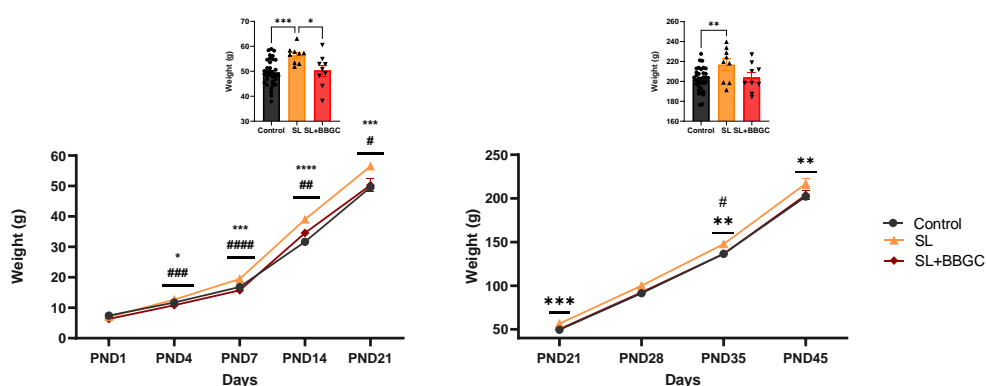 *** *
70
60
50
40
30
Weight (g)
Control SL SL+BBGC
**
260
240
220
200
180
160
Weight (g)
Control SL SL+BBGC
60
50
40
30
20
10
0
Weight (g)
*
###
***
####
****
##
***
#
PND1 PND4 PND7 PND14 PND21
Days
250
200
150
100
50
Weight (g)
***
#
**
**
PND21 PND28 PND35 PND45
Days
Control
SL
SL+BBGC